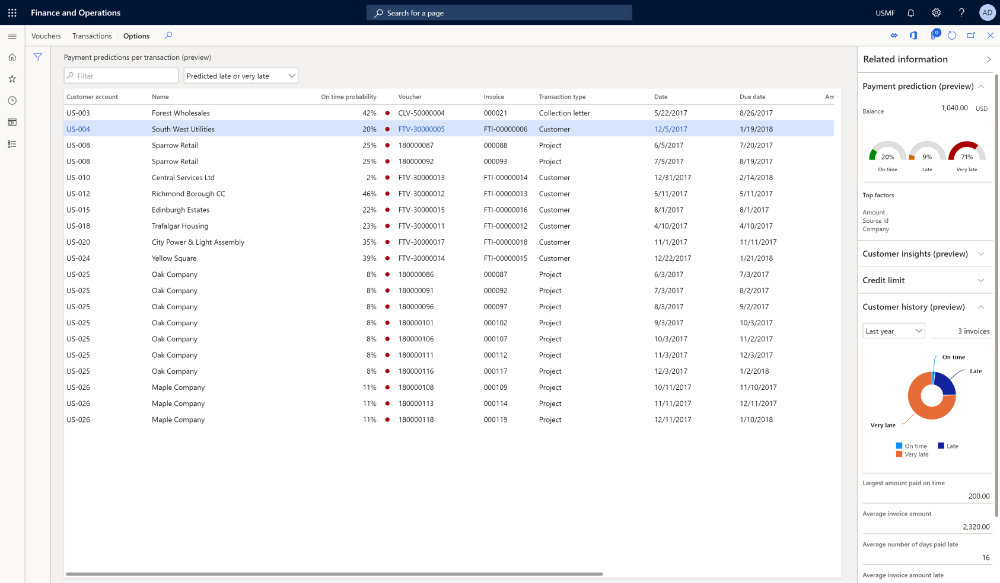 Finance and Operations
Search for a page
USMF
?
AD
Vouchers Transactions Options
0
Payment predictions per transaction (preview)
Filter
Predicted late or very late
Customer account Name On time probability Voucher Invoice Transaction type Date Due date Am
US-003 Forest Wholesales 42% CLV-50000004 000021 Collection letter 5/22/2017 8/26/2017
US-004 South West Utilities 20% FTV-30000005 FTI-00000006 Customer 12/5/2017 1/19/2018
US-008 Sparrow Retail 25% 180000087 000088 Project 6/5/2017 7/20/2017
US-008 Sparrow Retail 25% 180000092 000093 Project 7/5/2017 8/19/2017
US-010 Central Services Ltd 2% FTV-30000013 FTI-00000014 Customer 12/31/2017 2/14/2018
US-012 Richmond Borough CC 46% FTV-30000012 FTI-00000013 Customer 5/11/2017 5/11/2017
US-015 Edinburgh Estates 22% FTV-30000015 FTI-00000016 Customer 8/1/2017 8/1/2017
US-018 Trafalgar Housing 23% FTV-30000011 FTI-00000012 Customer 4/10/2017 4/10/2017
US-020 City Power & Light Assembly 35% FTV-30000017 FTI-00000018 Customer 11/1/2017 11/11/2017
US-024 Yellow Square 39% FTV-30000014 FTI-00000015 Customer 12/22/2017 1/21/2018
US-025 Oak Company 8% 180000086 000087 Project 6/3/2017 7/3/2017
US-025 Oak Company 8% 180000091 000092 Project 7/3/2017 8/2/2017
US-025 Oak Company 8% 180000096 000097 Project 8/3/2017 9/2/2017
US-025 Oak Company 8% 180000101 000102 Project 9/3/2017 10/3/2017
US-025 Oak Company 8% 180000106 000107 Project 10/3/2017 11/2/2017
US-025 Oak Company 8% 180000111 000112 Project 11/3/2017 12/3/2017
US-025 Oak Company 8% 180000116 000117 Project 12/3/2017 1/2/2018
US-026 Maple Company 11% 180000108 000109 Project 10/11/2017 11/10/2017
US-026 Maple Company 11% 180000113 000114 Project 11/11/2017 12/11/2017
US-026 Maple Company 11% 180000118 000119 Project 12/11/2017 1/10/2018
Related information
Payment prediction (preview)
Balance 1,040.00 USD
20% 9% 71%
On time Late Very late
Top factors
Amount
Source Id
Company
Customer insights (preview)
Credit limit
Customer history (preview)
Last year 3 invoices
On time
Late
Very late
On time Late
Very late
Largest amount paid on time
200.00
Average invoice amount
2,320.00
Average number of days paid late
16
Average invoice amount late